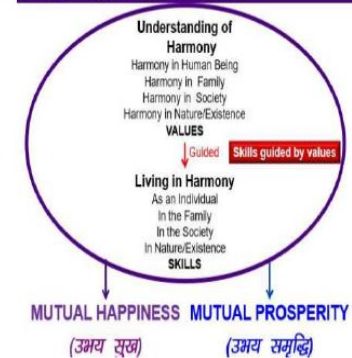 Understanding of
Harmony
Harmony in Human Being
Harmony in Family
Harmony in Society
Harmony in Nature/Existence
VALUES
Guided Skills guided by values
Living in Harmony
As an Individual
In the Family
In the Society
In Nature/Existence
SKILLS
MUTUAL HAPPINESS MUTUAL PROSPERITY
(उभय सुख) (उभय समृद्धि)